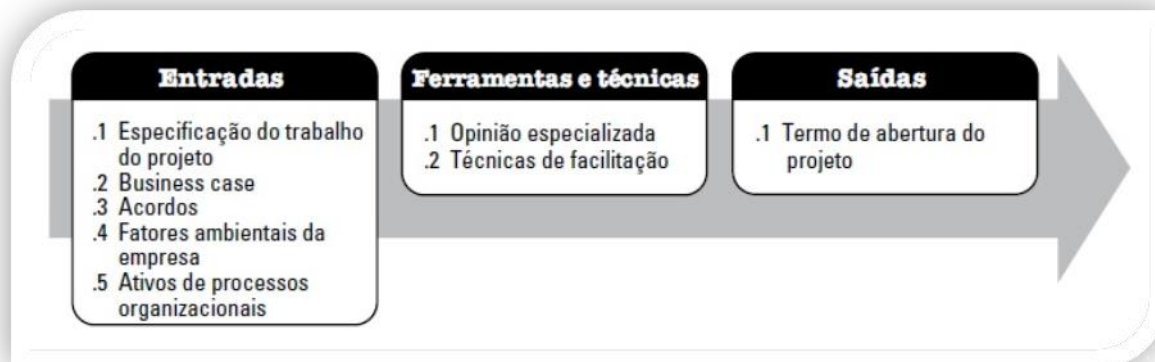 Entradas
.1 Especificação do trabalho
do projeto
.2 Business case
.3 Acordos
.4 Fatores ambientais da
empresa
.5 Ativos de processos
organizacionais
Ferramentas e técnicas
.1 Opinião especializada
.2 Técnicas de facilitação
Saídas
.1 Termo de abertura do
projeto